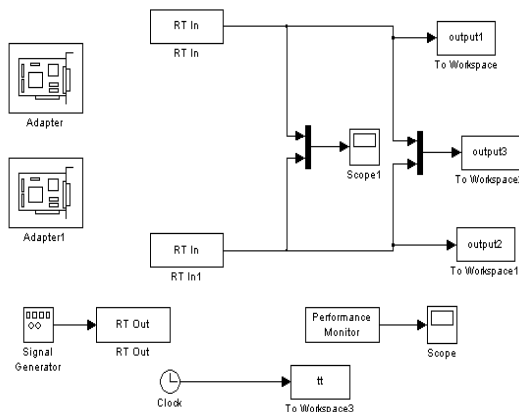 RT In
RT In
output1
To Workspace
Adapter
output3
To Workspace2
Scope1
Adapter1
RT In
RT In1
output2
To Workspace1
RT Out
RT Out
Signal
Generator
Performance
Monitor
Scope
Clock
tt
To Workspace3